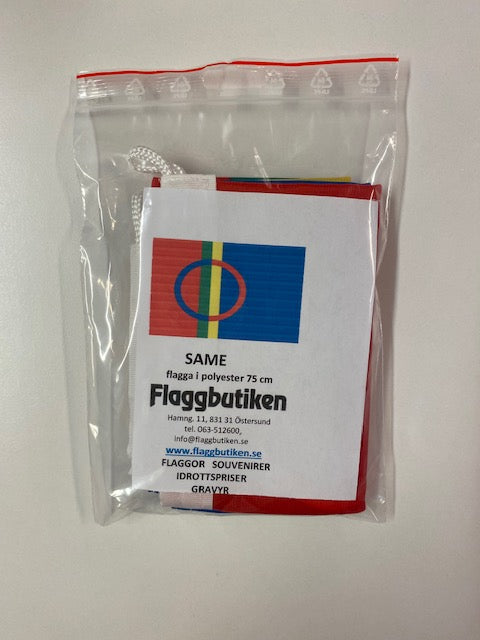 SAME
flagga i polyester 75 cm
Flaggbutiken
Hamng. 11, 831 31 Östersund
tel. 063-512600,
info@flaggbutiken.se
www.flaggbutiken.se
FLAGGOR SOUVENIRER
IDROTTSPRISER
GRAVYR